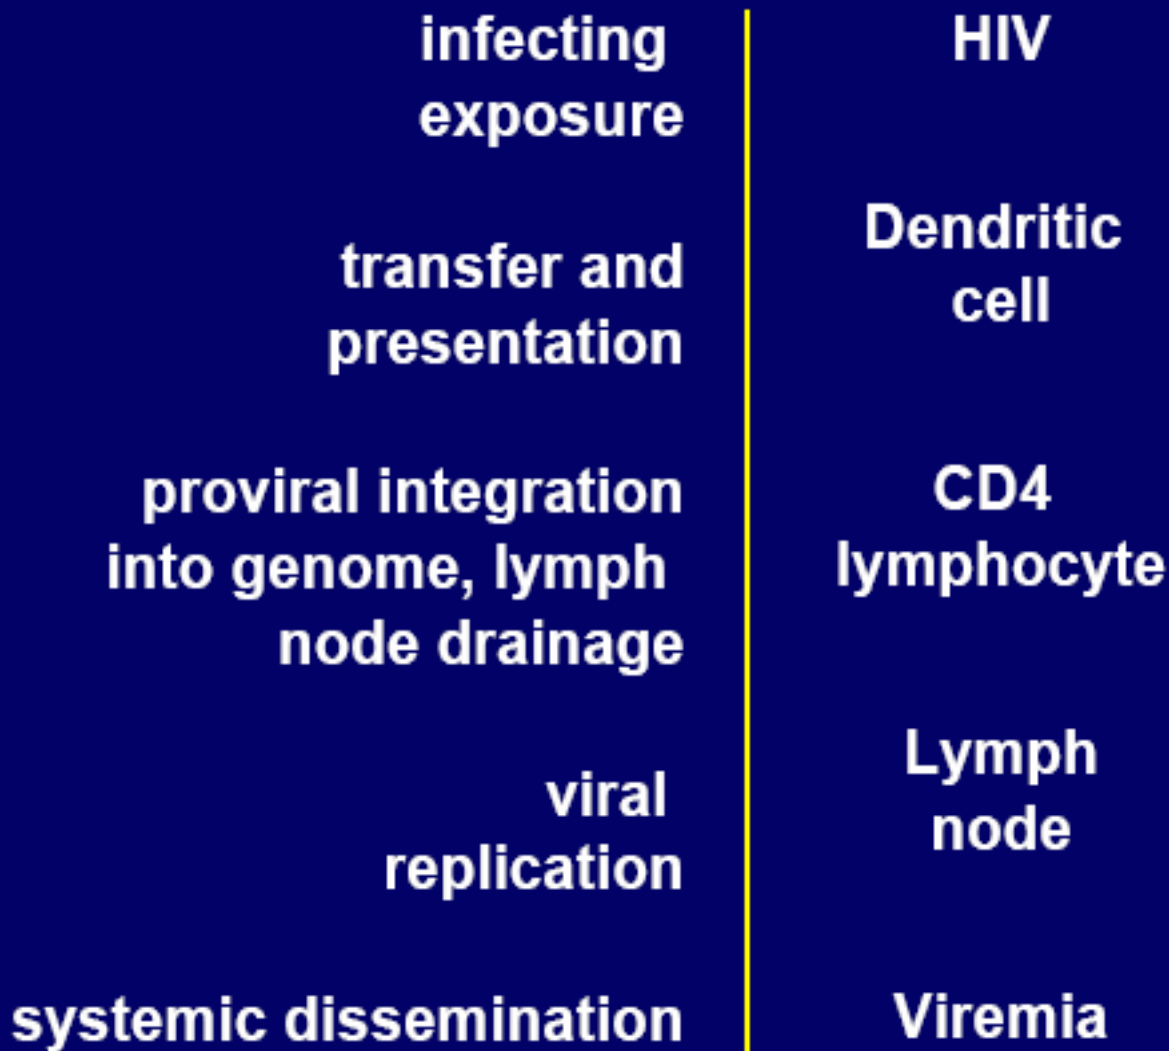 infecting
exposure
HIV
transfer and
presentation
Dendritic
cell
proviral integration
into genome, lymph
node drainage
CD4
lymphocyte
viral
replication
Lymph
node
systemic dissemination
Viremia